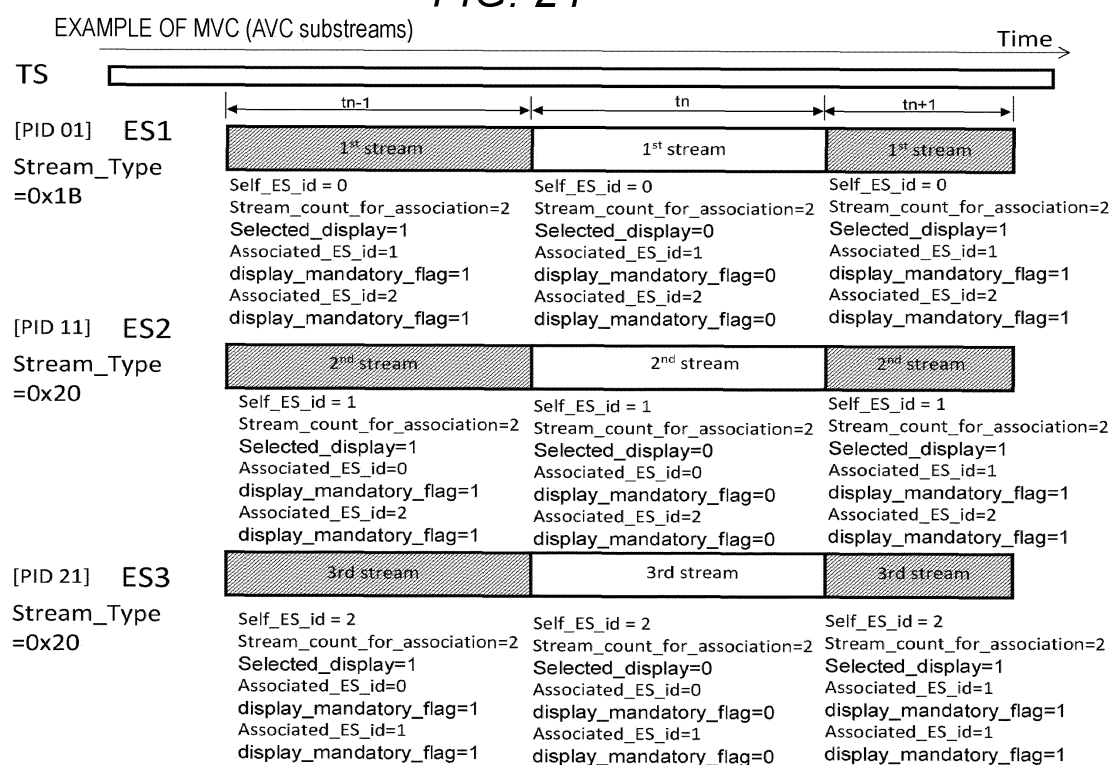 EXAMPLE OF MVC (AVC substreams)
Time
TS
tn-1 tn tn+1
[PID 01] ES1
Stream_Type
=0x1B
1st stream 1st stream 1st stream
Self_ES_id = 0 Self_ES_id = 0 Self_ES_id = 0
Stream_count_for_association=2 Stream_count_for_association=2 Stream_count_for_association=2
Selected_display=1 Selected_display=0 Selected_display=1
Associated_ES_id=1 Associated_ES_id=1 Associated_ES_id=1
display_mandatory_flag=1 display_mandatory_flag=0 display_mandatory_flag=1
Associated_ES_id=2 Associated_ES_id=2 Associated_ES_id=2
display_mandatory_flag=1 display_mandatory_flag=0 display_mandatory_flag=1
[PID 11] ES2
Stream_Type
=0x20
2nd stream 2nd stream 2nd stream
Self_ES_id = 1 Self_ES_id = 1 Self_ES_id = 1
Stream_count_for_association=2 Stream_count_for_association=2 Stream_count_for_association=2
Selected_display=1 Selected_display=0 Selected_display=1
Associated_ES_id=0 Associated_ES_id=0 Associated_ES_id=1
display_mandatory_flag=1 display_mandatory_flag=0 display_mandatory_flag=1
Associated_ES_id=2 Associated_ES_id=2 Associated_ES_id=2
display_mandatory_flag=1 display_mandatory_flag=0 display_mandatory_flag=1
[PID 21] ES3
Stream_Type
=0x20
3rd stream 3rd stream 3rd stream
Self_ES_id = 2 Self_ES_id = 2 Self_ES_id = 2
Stream_count_for_association=2 Stream_count_for_association=2 Stream_count_for_association=2
Selected_display=1 Selected_display=0 Selected_display=1
Associated_ES_id=0 Associated_ES_id=0 Associated_ES_id=1
display_mandatory_flag=1 display_mandatory_flag=0 display_mandatory_flag=1
Associated_ES_id=1 Associated_ES_id=1 Associated_ES_id=1
display_mandatory_flag=1 display_mandatory_flag=0 display_mandatory_flag=1